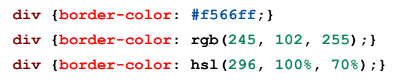 div {border-color: #f566ff;}
div {border-color: rgb(245, 102, 255);}
div {border-color: hsl(296, 100%, 70%);}